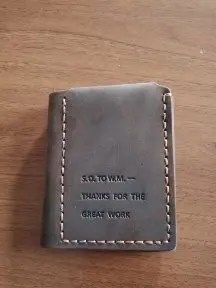 S.O. TO W.M. —
THANKS FOR THE
GREAT WORK